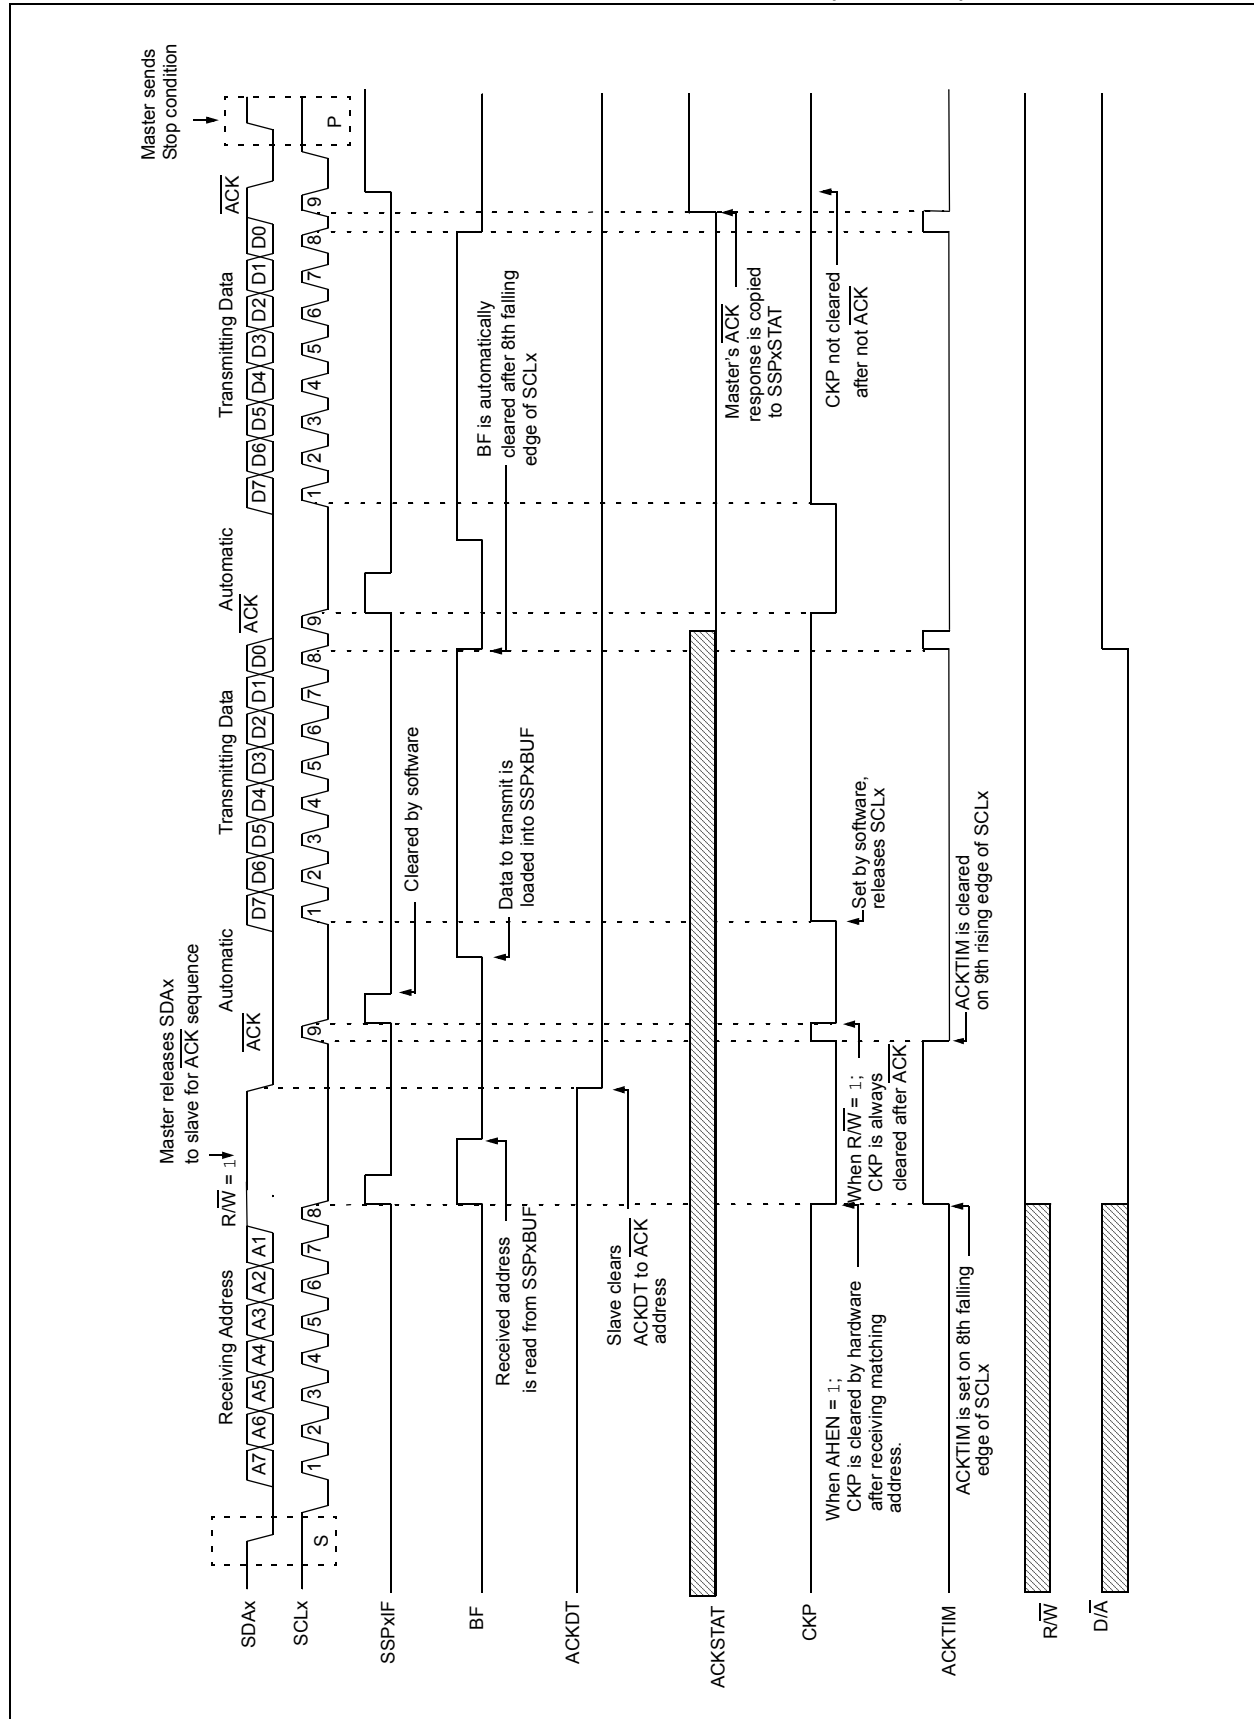 Master sends
Stop condition
Master releases SDAx
to slave for ACK sequence
Receiving Address
R/W = 1
ACK
Automatic
Transmitting Data
ACK
Automatic
Transmitting Data
ACK
SDAx
A7 A6 A5 A4 A3 A2 A1
D7 D6 D5 D4 D3 D2 D1 D0
D7 D6 D5 D4 D3 D2 D1 D0
SCLx
S
1 2 3 4 5 6 7 8 9
1 2 3 4 5 6 7 8 9
1 2 3 4 5 6 7 8 9
P
SSPxIF
Cleared by software
BF
Received address
is read from SSPxBUF
Data to transmit is
loaded into SSPxBUF
BF is automatically
cleared after 8th falling
edge of SCLx
ACKDT
Slave clears
ACKDT to ACK
address
ACKSTAT
Master's ACK
response is copied
to SSPxSTAT
CKP
When AHEN = 1;
CKP is cleared by hardware
after receiving matching
address.
When R/W = 1;
CKP is always
cleared after ACK
Set by software,
releases SCLx
CKP not cleared
after not ACK
ACKTIM
ACKTIM is set on 8th falling
edge of SCLx
ACKTIM is cleared
on 9th rising edge of SCLx
R/W
D/A